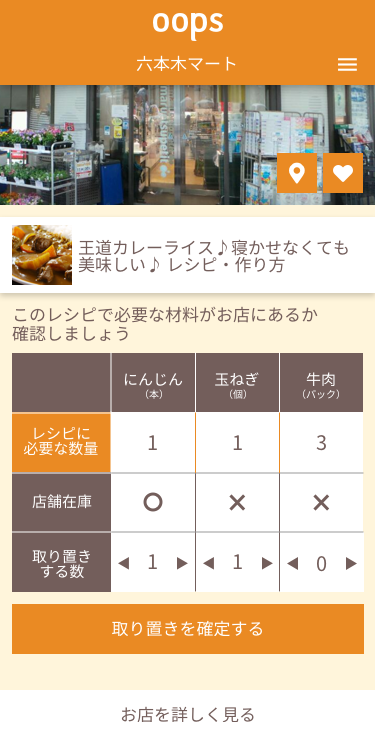 oops
六本木マート
王道カレーライス♪寝かせなくても
美味しい♪ レシピ・作り方
このレシピで必要な材料がお店にあるか
確認しましょう
にんじん 玉ねぎ 牛肉
（本） （個） （パック）
レシピに
必要な数量 1 1 3
店舗在庫 ○ × ×
取り置き
する数 ◀ 1 ▶ ◀ 1 ▶ ◀ 0 ▶
取り置きを確定する
お店を詳しく見る